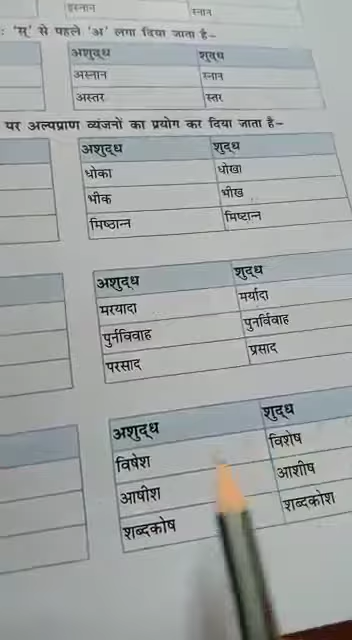 इस्नान स्नान
: 'स्' से पहले 'अ' लगा दिया जाता है–
अशुद्ध शुद्ध
अस्नान स्नान
अस्तर स्तर
पर अल्पप्राण व्यंजनों का प्रयोग कर दिया जाता है–
अशुद्ध शुद्ध
धोका धोखा
भीक भीख
मिष्ठान्न मिष्टान्न
अशुद्ध शुद्ध
मरयादा मर्यादा
पुर्नविवाह पुनर्विवाह
परसाद प्रसाद
अशुद्ध शुद्ध
विषेश विशेष
आषीश आशीष
शब्दकोष शब्दकोश